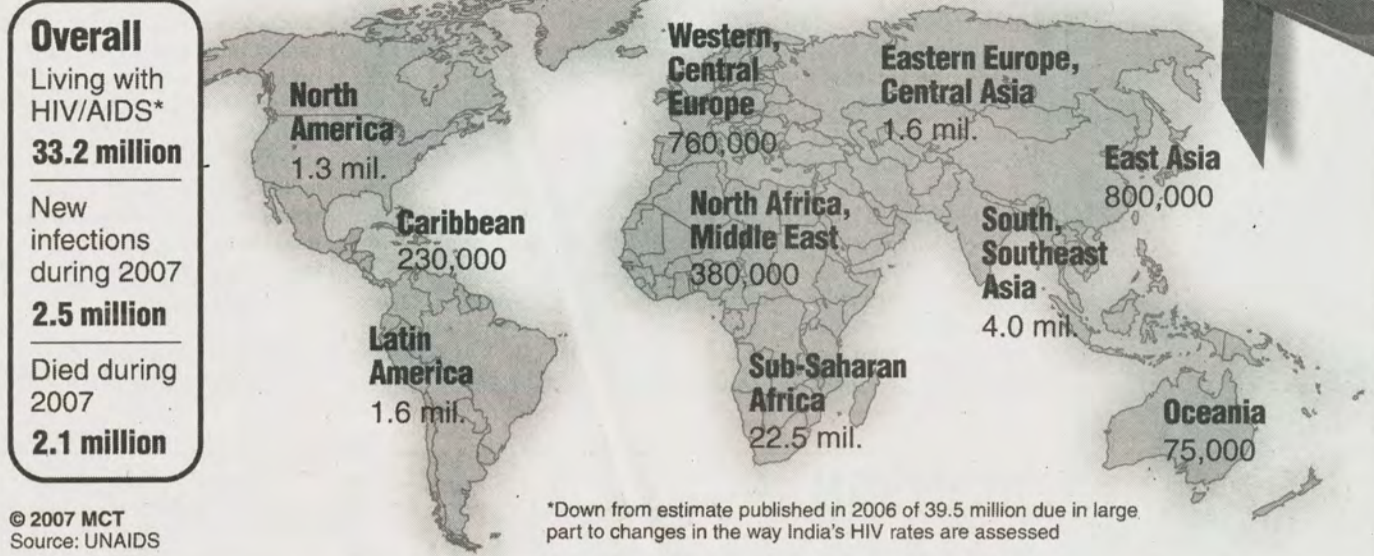 Overall
Living with
HIV/AIDS*
33.2 million
New
infections
during 2007
2.5 million
Died during
2007
2.1 million
© 2007 MCT
Source: UNAIDS
North
America
1.3 mil.
Caribbean
230,000
Latin
America
1.6 mil.
Western,
Central
Europe
760,000
North Africa,
Middle East
380,000
Sub-Saharan
Africa
22.5 mil.
Eastern Europe,
Central Asia
1.6 mil.
East Asia
800,000
South,
Southeast
Asia
4.0 mil.
Oceania
75,000
*Down from estimate published in 2006 of 39.5 million due in large
part to changes in the way India's HIV rates are assessed